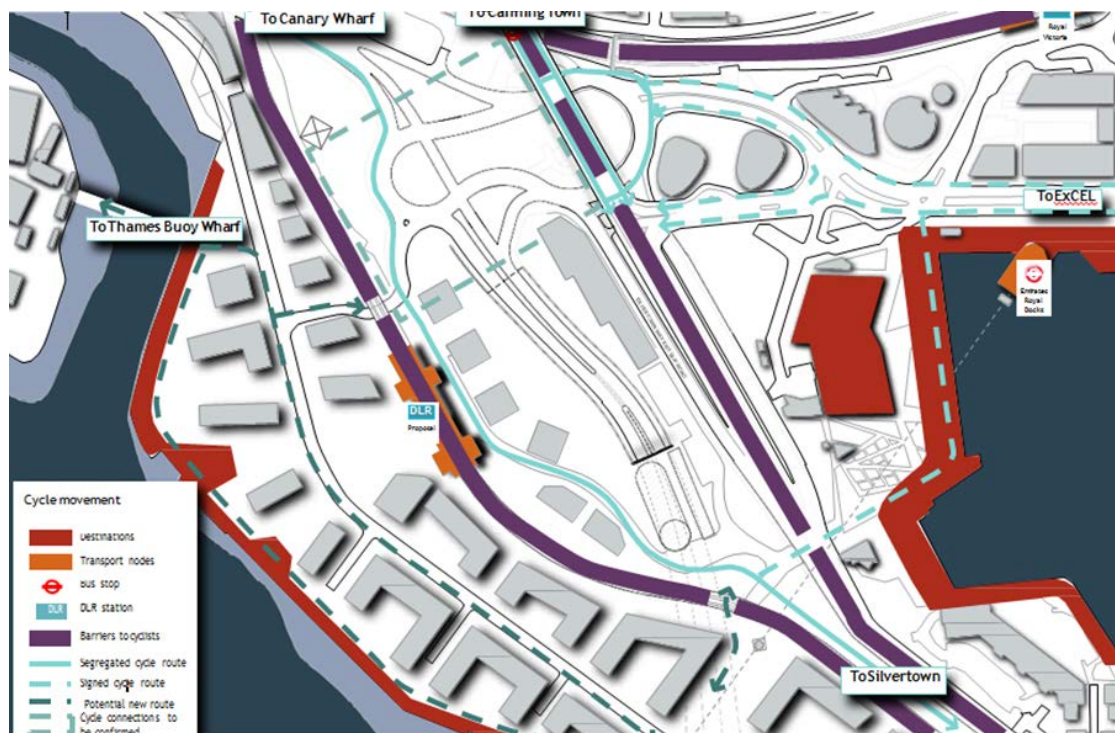 To Canary Wharf
To Canning Town
Royal
Victoria
To Thames Buoy Wharf
To ExCEL
Emirates
Royal
Docks
DLR
Proposal
Cycle movement
Destinations
Transport nodes
Bus stop
DLR
DLR station
Barriers to cyclists
Segregated cycle route
Signed cycle route
Potential new route
Cycle connections to
be confirmed
To Silvertown